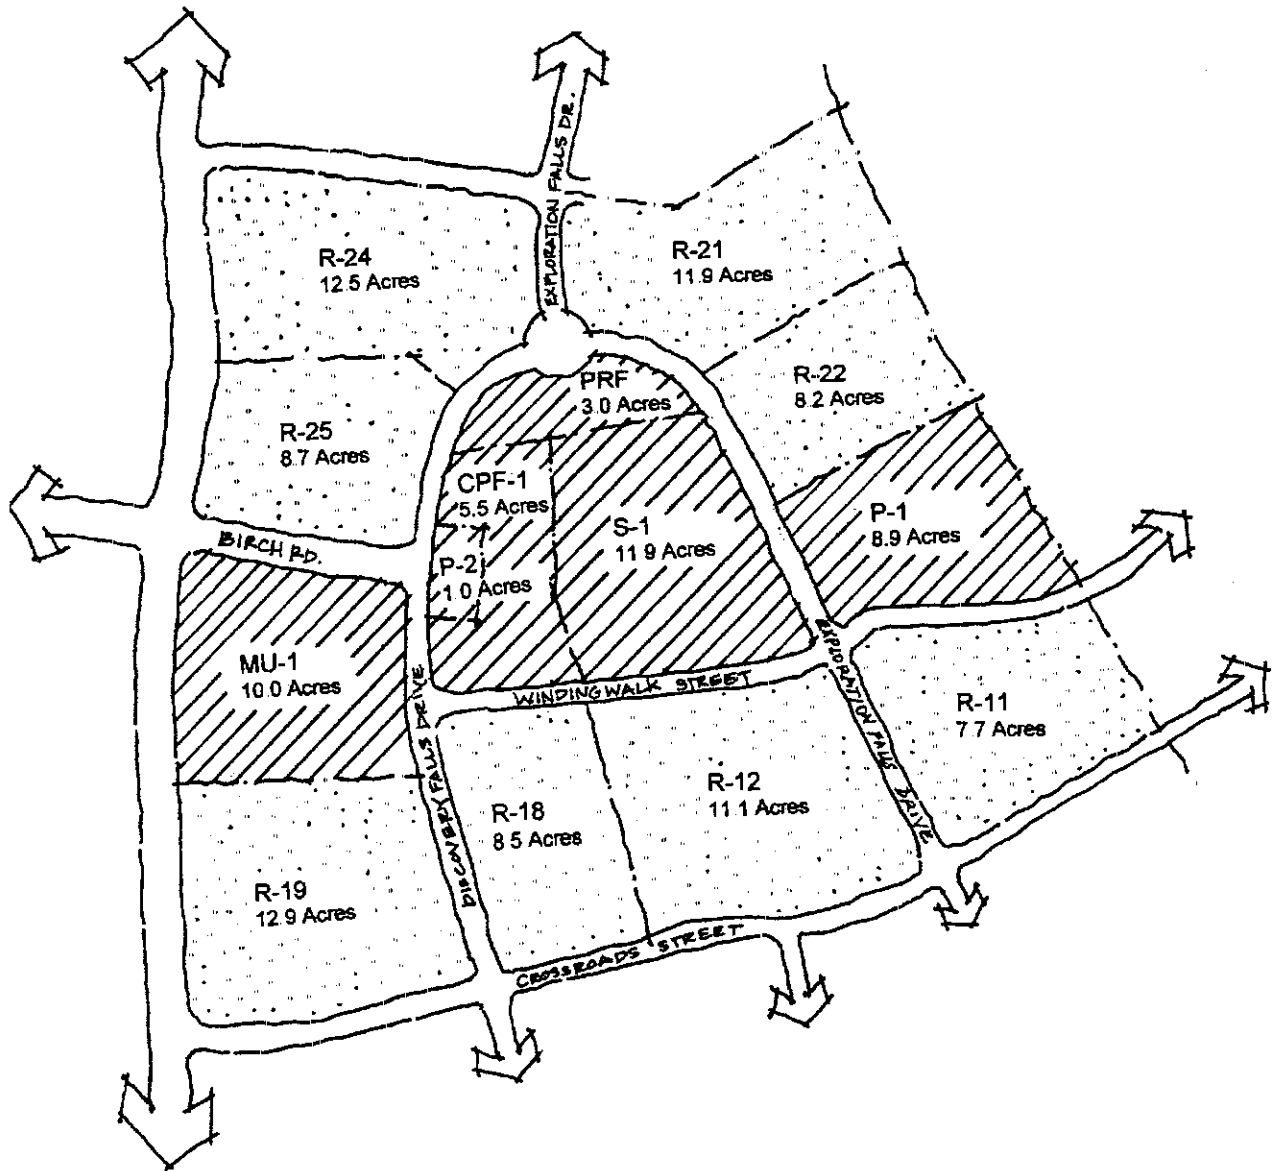 EXPLORATION FALLS DR.
R-24
12.5 Acres
R-21
11.9 Acres
PRF
3.0 Acres
R-22
8.2 Acres
R-25
8.7 Acres
CPF-1
5.5 Acres
S-1
11 9 Acres
P-1
8.9 Acres
BIRCH RD.
P-2
1.0 Acres
MU-1
10.0 Acres
WINDINGWALK STREET
EXPLORATION FALLS DRIVE
R-11
7.7 Acres
DISCOVERY FALLS DRIVE
R-12
11.1 Acres
R-18
8 5 Acres
R-19
12.9 Acres
CROSSROADS STREET